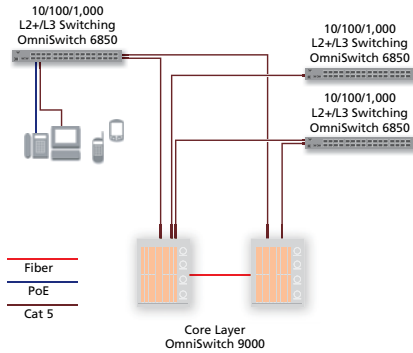 10/100/1,000
L2+/L3 Switching
OmniSwitch 6850
10/100/1,000
L2+/L3 Switching
OmniSwitch 6850
10/100/1,000
L2+/L3 Switching
OmniSwitch 6850
Fiber
PoE
Cat 5
Core Layer
OmniSwitch 9000